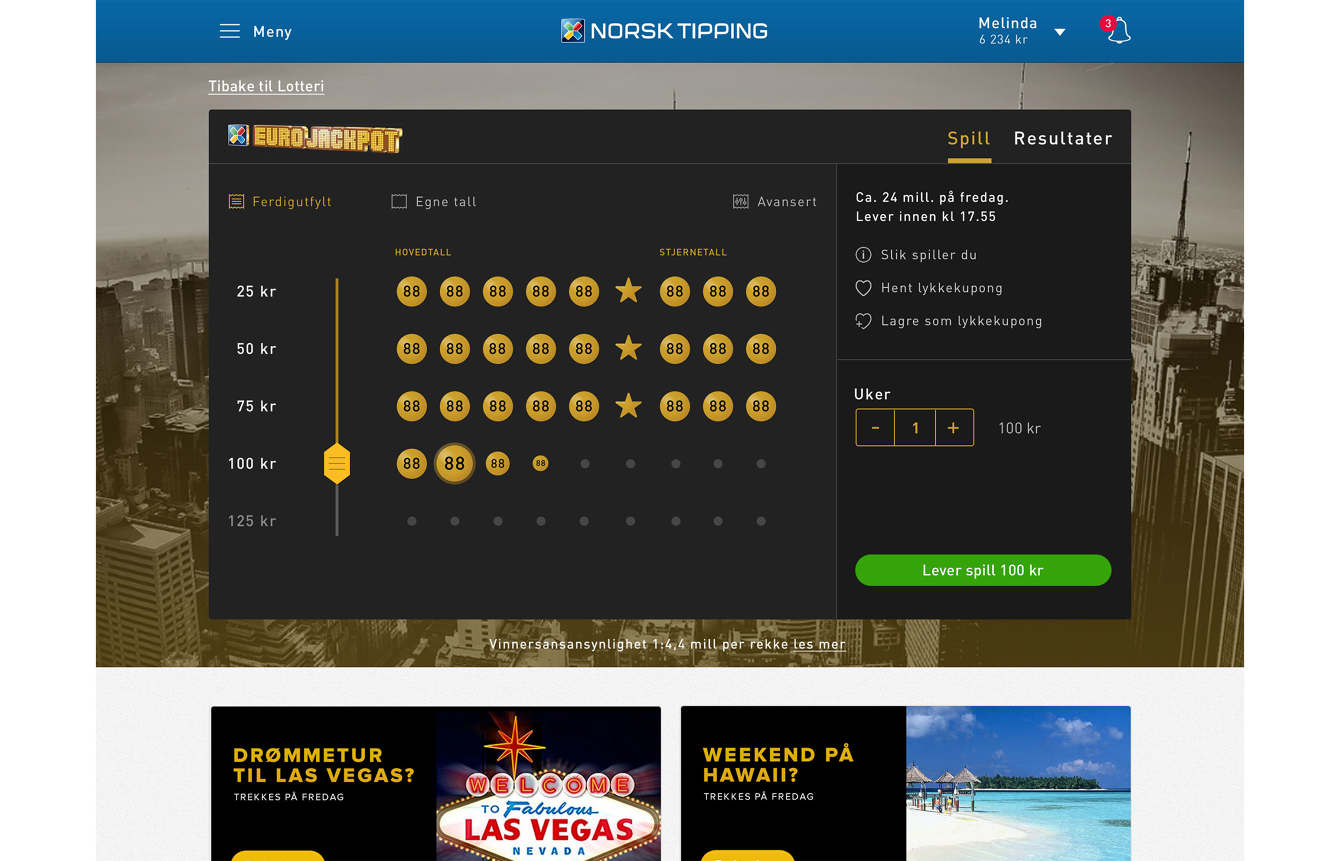 Meny
NORSK TIPPING
Melinda
6 234 kr
3
Tibake til Lotteri
EUROJACKPOT
Spill
Resultater
Ferdigutfylt
Egne tall
Avansert
HOVEDTALL
STJERNETALL
25 kr
88 88 88 88 88 88 88 88
50 kr
88 88 88 88 88 88 88 88
75 kr
88 88 88 88 88 88 88 88
100 kr
88 88 88 88
125 kr
Ca. 24 mill. på fredag.
Lever innen kl 17.55
Slik spiller du
Hent lykkekupong
Lagre som lykkekupong
Uker
- 1 +
100 kr
Lever spill 100 kr
Vinnersansansynlighet 1:4,4 mill per rekke les mer
DRØMMETUR
TIL LAS VEGAS?
TREKKES PÅ FREDAG
WELCOME
TO Fabulous
LAS VEGAS
NEVADA
WEEKEND PÅ
HAWAII?
TREKKES PÅ FREDAG